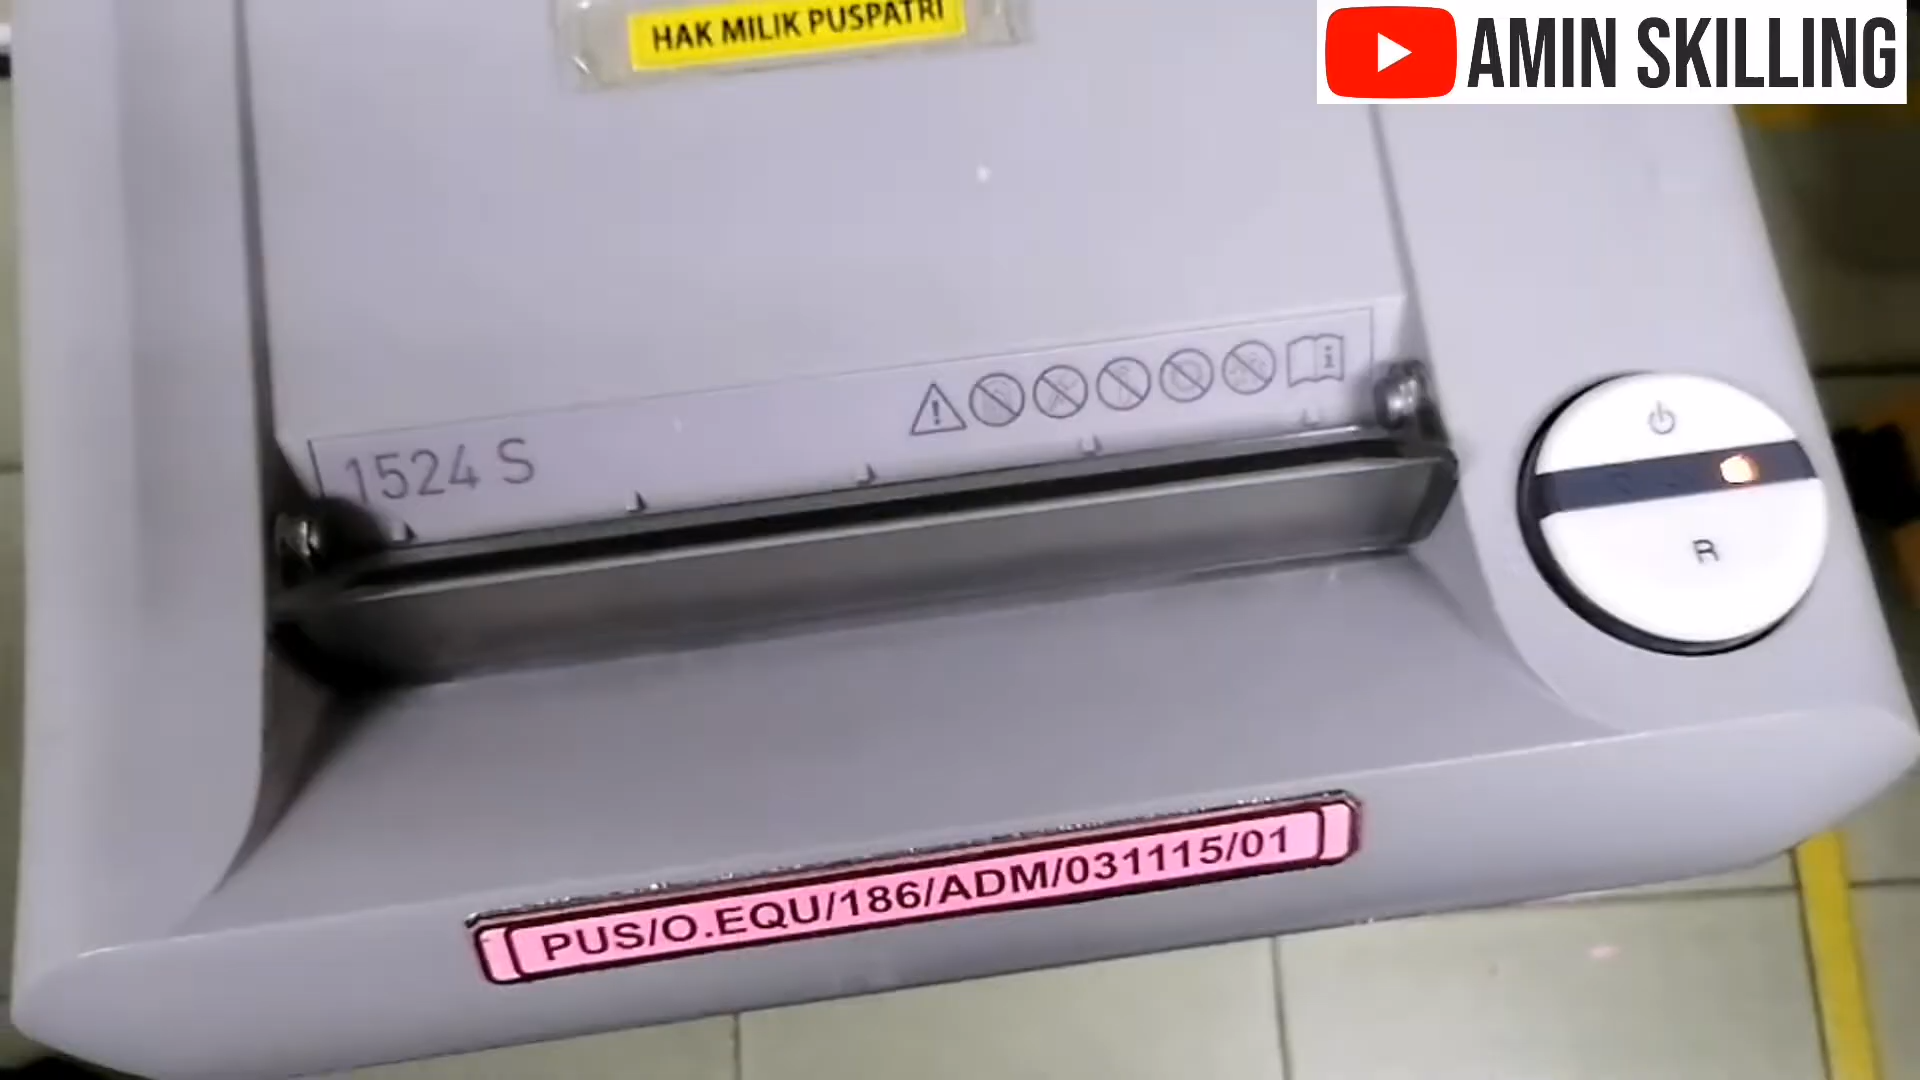 HAK MILIK PUSPATRI
AMIN SKILLING
1524 S
R
PUS/O.EQU/186/ADM/031115/01